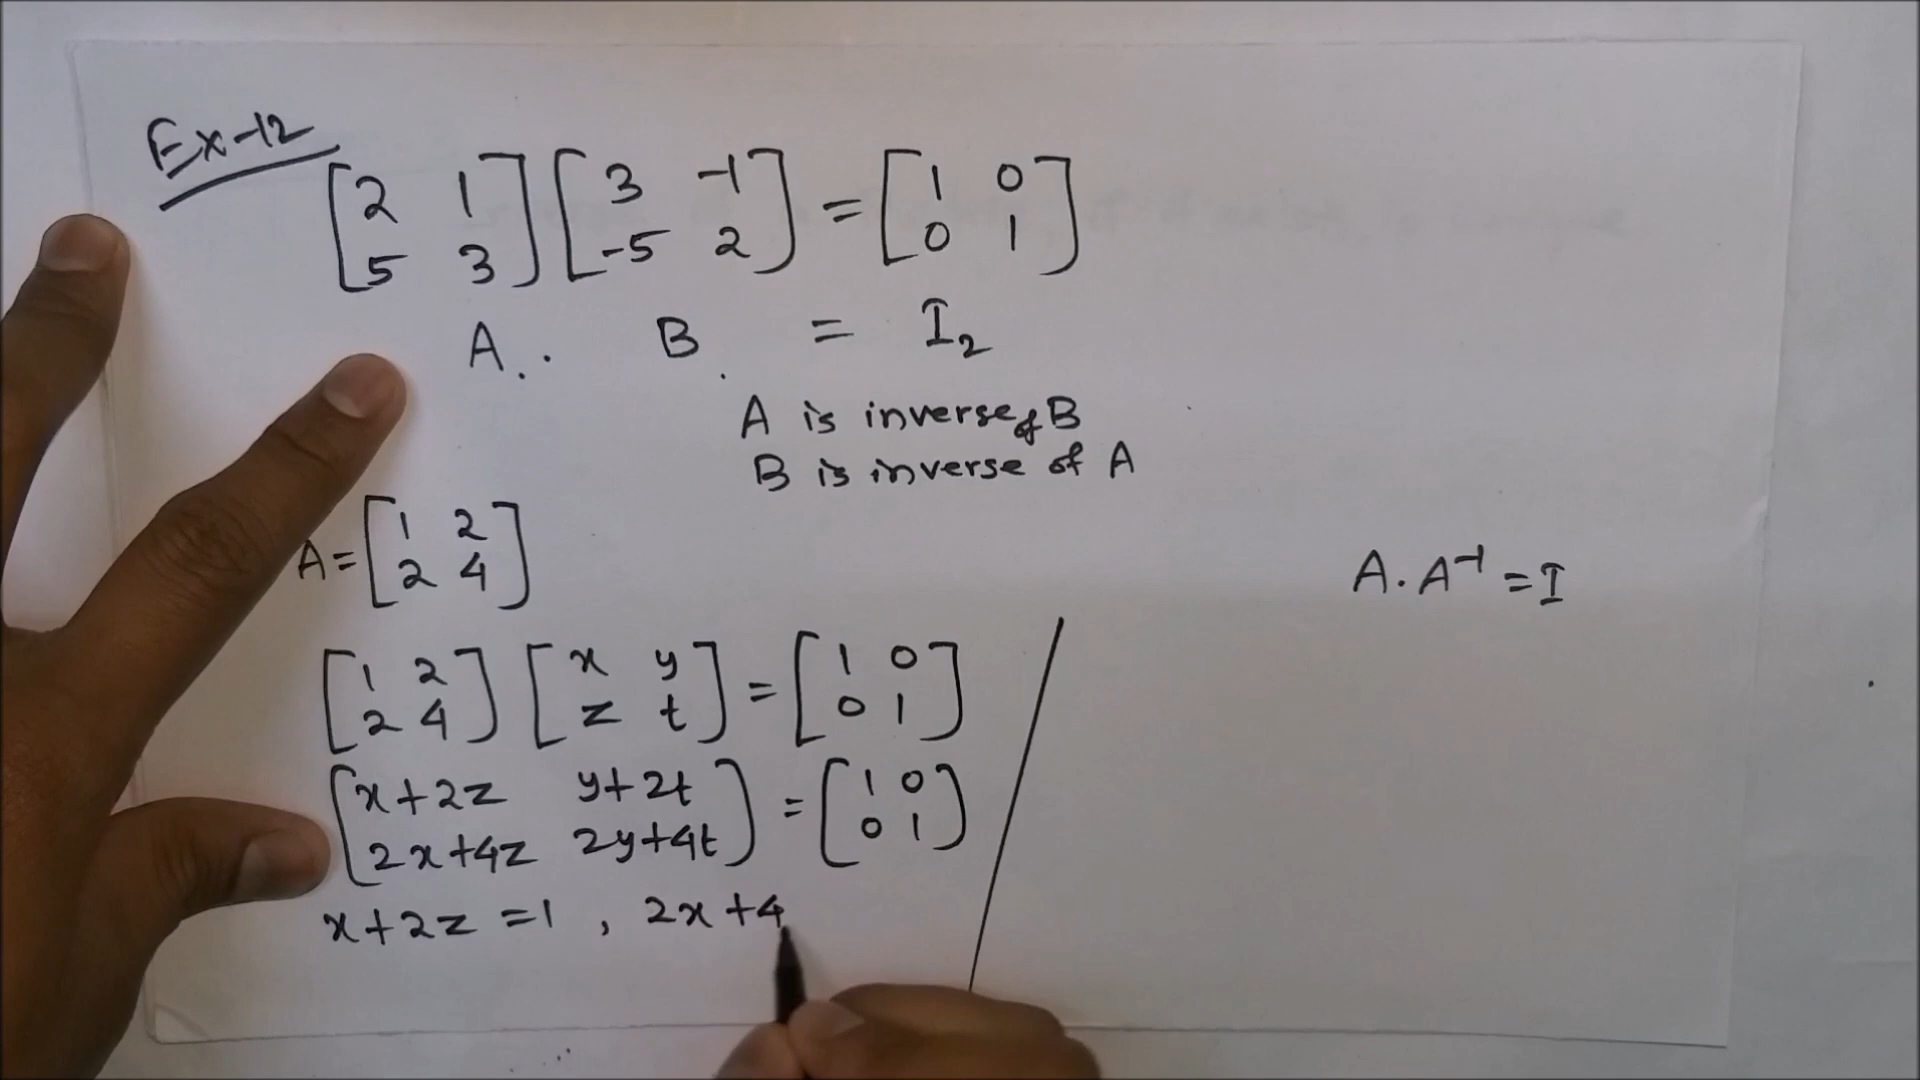 Ex-12
[2 1
5 3] [3 -1
-5 2] = [1 0
0 1]
A . B . = I₂
A is inverse of B
B is inverse of A
A = [1 2
2 4]
A . A⁻¹ = I
[1 2
2 4] [x y
z t] = [1 0
0 1]
[x+2z y+2t
2x+4z 2y+4t] = [1 0
0 1]
x+2z =1 , 2x+4